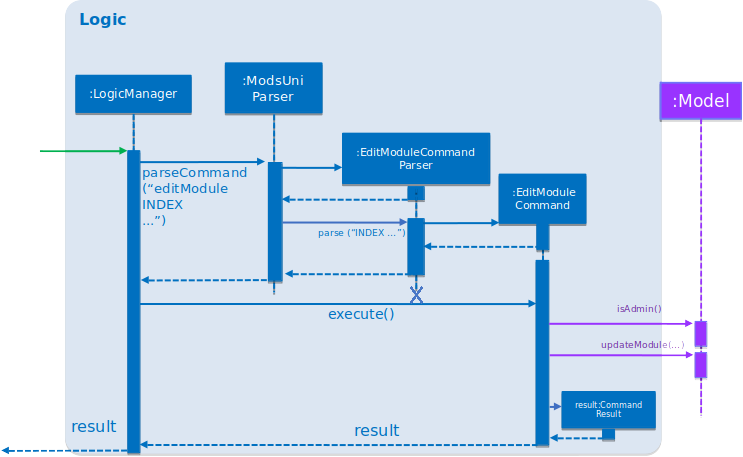 Logic
:LogicManager
:ModsUni
Parser
:EditModuleCommand
Parser
:EditModule
Command
:Model
parseCommand
(“editModule
INDEX
...”)
parse (“INDEX ...”)
execute()
isAdmin()
updateModule(...)
result:Command
Result
result
result